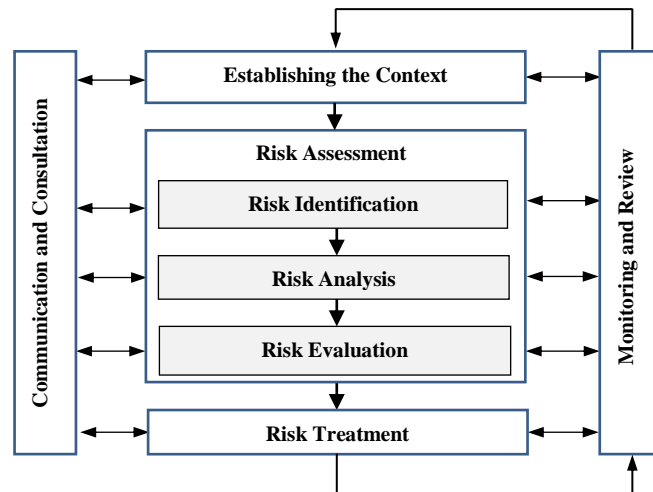 Communication and Consultation
Establishing the Context
Risk Assessment
Risk Identification
Risk Analysis
Risk Evaluation
Risk Treatment
Monitoring and Review